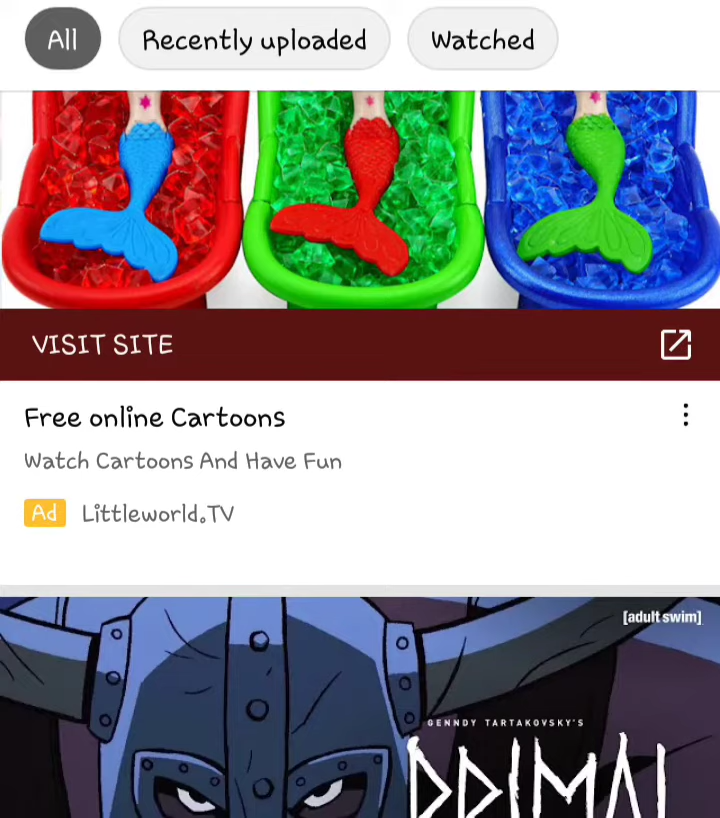 All
Recently uploaded
Watched
VISIT SITE
Free online Cartoons
Watch Cartoons And Have Fun
Ad
Littleworld.TV
[adult swim]
GENNDY TARTAKOVSKY'S
PRIMAL